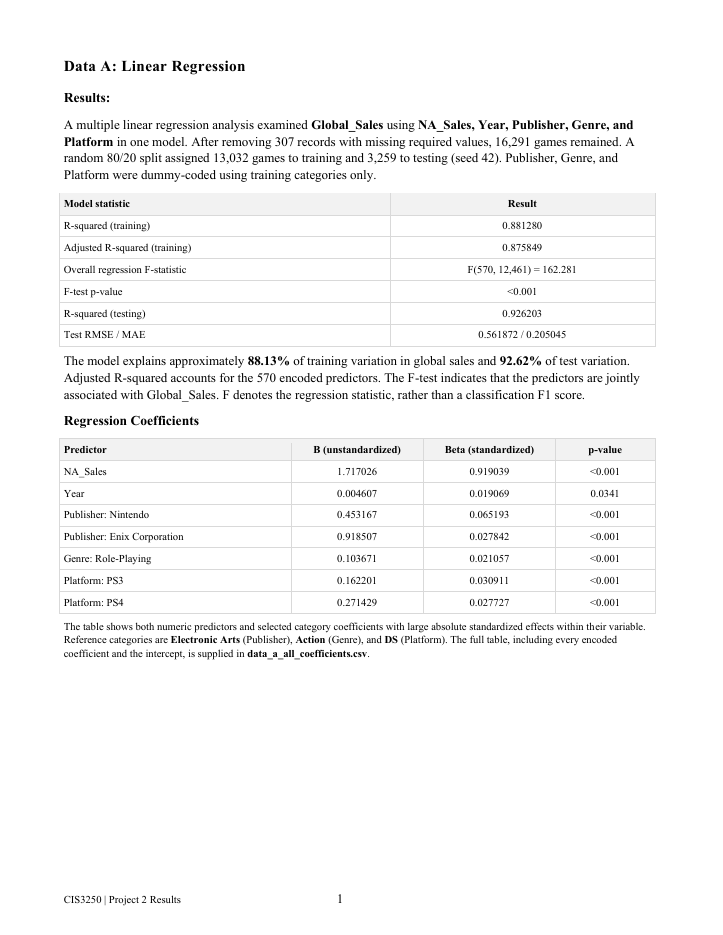 Data A: Linear Regression
Results:
A multiple linear regression analysis examined Global_Sales using NA_Sales, Year, Publisher, Genre, and
Platform in one model. After removing 307 records with missing required values, 16,291 games remained. A
random 80/20 split assigned 13,032 games to training and 3,259 to testing (seed 42). Publisher, Genre, and
Platform were dummy-coded using training categories only.
Model statistic Result
R-squared (training) 0.881280
Adjusted R-squared (training) 0.875849
Overall regression F-statistic F(570, 12,461) = 162.281
F-test p-value <0.001
R-squared (testing) 0.926203
Test RMSE / MAE 0.561872 / 0.205045
The model explains approximately 88.13% of training variation in global sales and 92.62% of test variation.
Adjusted R-squared accounts for the 570 encoded predictors. The F-test indicates that the predictors are jointly
associated with Global_Sales. F denotes the regression statistic, rather than a classification F1 score.
Regression Coefficients
Predictor B (unstandardized) Beta (standardized) p-value
NA_Sales 1.717026 0.919039 <0.001
Year 0.004607 0.019069 0.0341
Publisher: Nintendo 0.453167 0.065193 <0.001
Publisher: Enix Corporation 0.918507 0.027842 <0.001
Genre: Role-Playing 0.103671 0.021057 <0.001
Platform: PS3 0.162201 0.030911 <0.001
Platform: PS4 0.271429 0.027727 <0.001
The table shows both numeric predictors and selected category coefficients with large absolute standardized effects within their variable.
Reference categories are Electronic Arts (Publisher), Action (Genre), and DS (Platform). The full table, including every encoded
coefficient and the intercept, is supplied in data_a_all_coefficients.csv.
CIS3250 | Project 2 Results 1